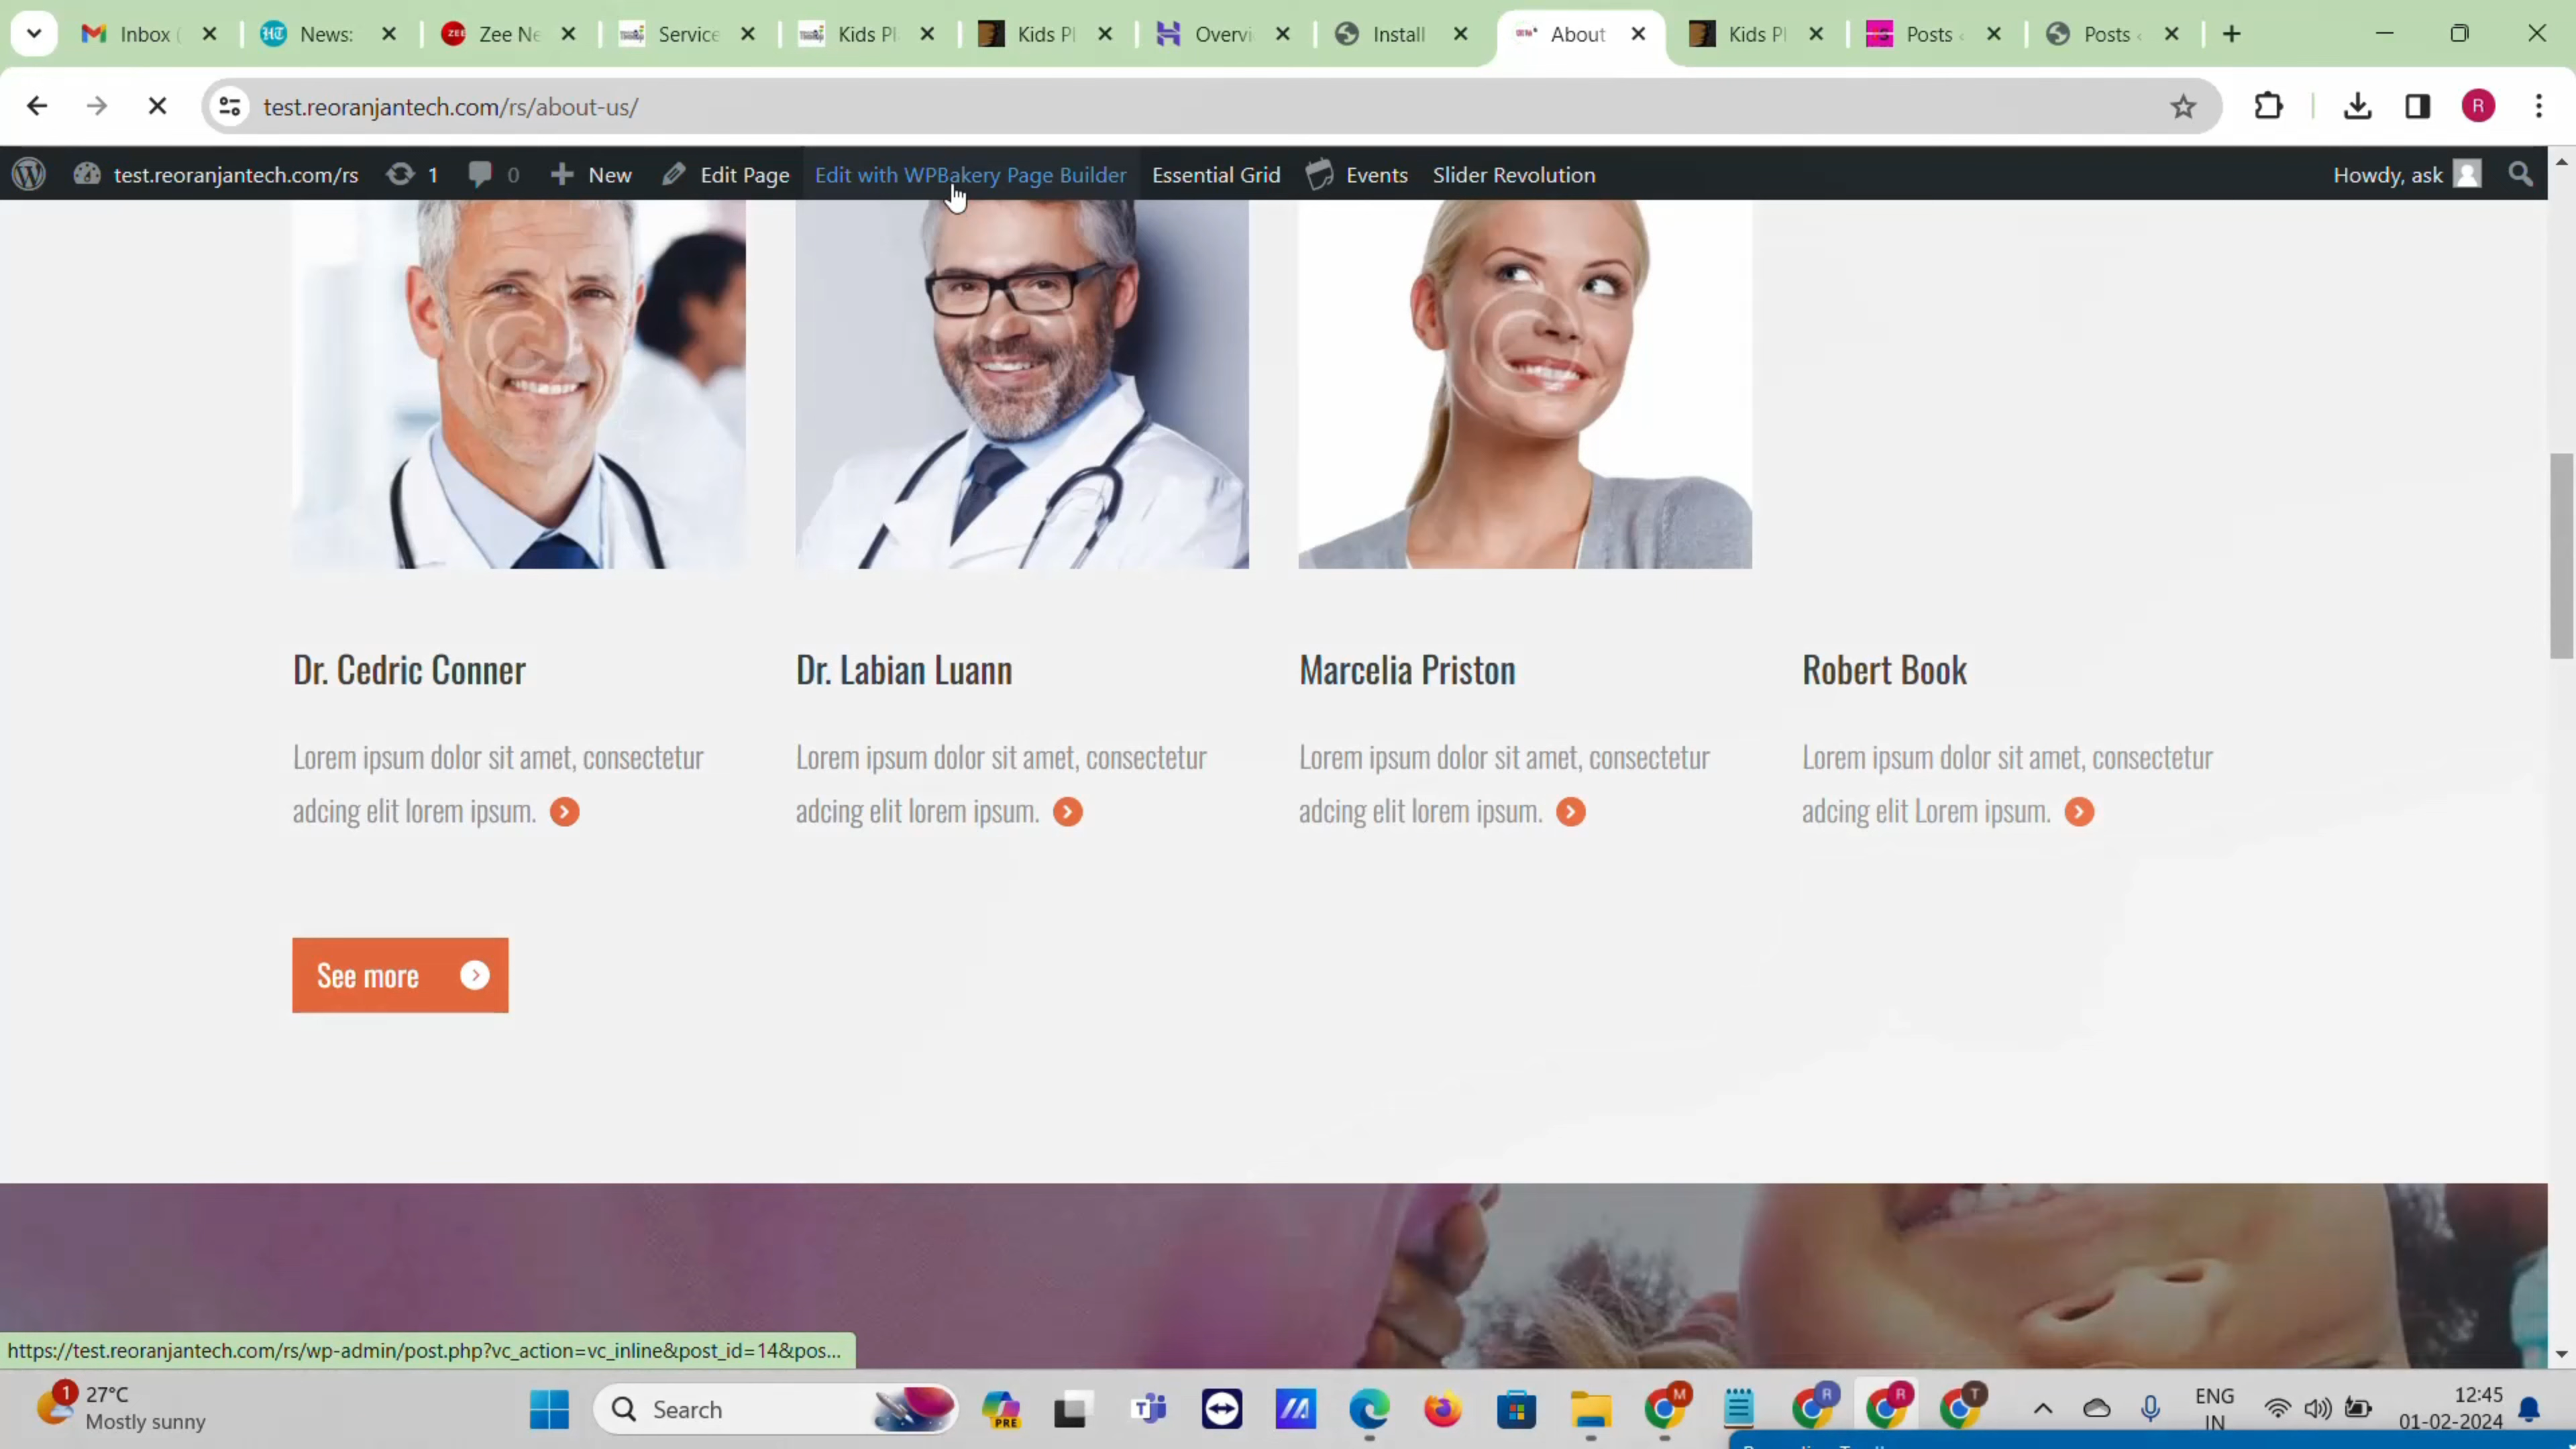 Inbox (
News:
ZEE
Zee Ne
Service
Kids Pl
Kids Pl
Overvi
Install
About
Kids Pl
Posts
Posts
test.reoranjantech.com/rs/about-us/
R
test.reoranjantech.com/rs 1 0 New Edit Page Edit with WPBakery Page Builder Essential Grid Events Slider Revolution Howdy, ask
Dr. Cedric Conner
Lorem ipsum dolor sit amet, consectetur
adcing elit lorem ipsum.
Dr. Labian Luann
Lorem ipsum dolor sit amet, consectetur
adcing elit lorem ipsum.
Marcelia Priston
Lorem ipsum dolor sit amet, consectetur
adcing elit lorem ipsum.
Robert Book
Lorem ipsum dolor sit amet, consectetur
adcing elit Lorem ipsum.
See more
https://test.reoranjantech.com/rs/wp-admin/post.php?vc_action=vc_inline&post_id=14&pos...
1
27°C
Mostly sunny
Search
PRE
M
R
R
T
ENG
IN
12:45
01-02-2024